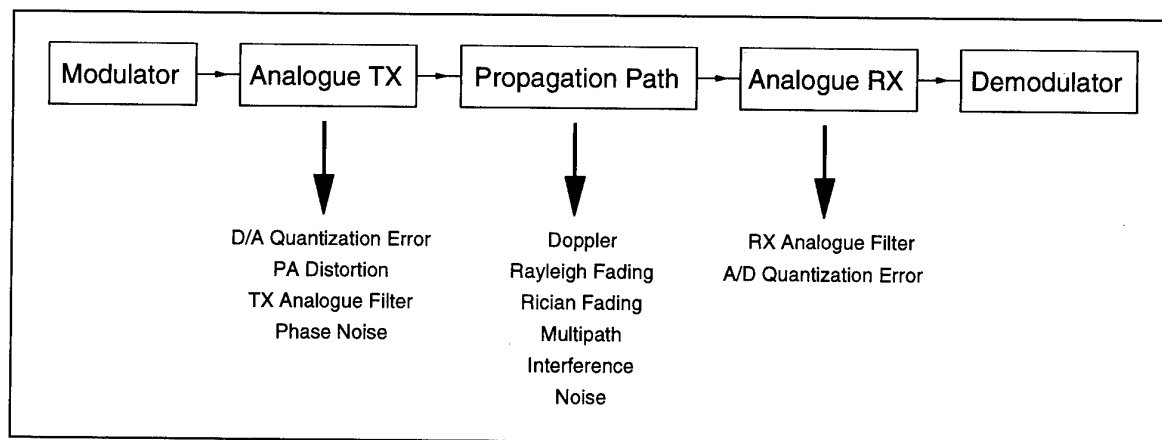 Modulator
Analogue TX
Propagation Path
Analogue RX
Demodulator
D/A Quantization Error
PA Distortion
TX Analogue Filter
Phase Noise
Doppler
Rayleigh Fading
Rician Fading
Multipath
Interference
Noise
RX Analogue Filter
A/D Quantization Error